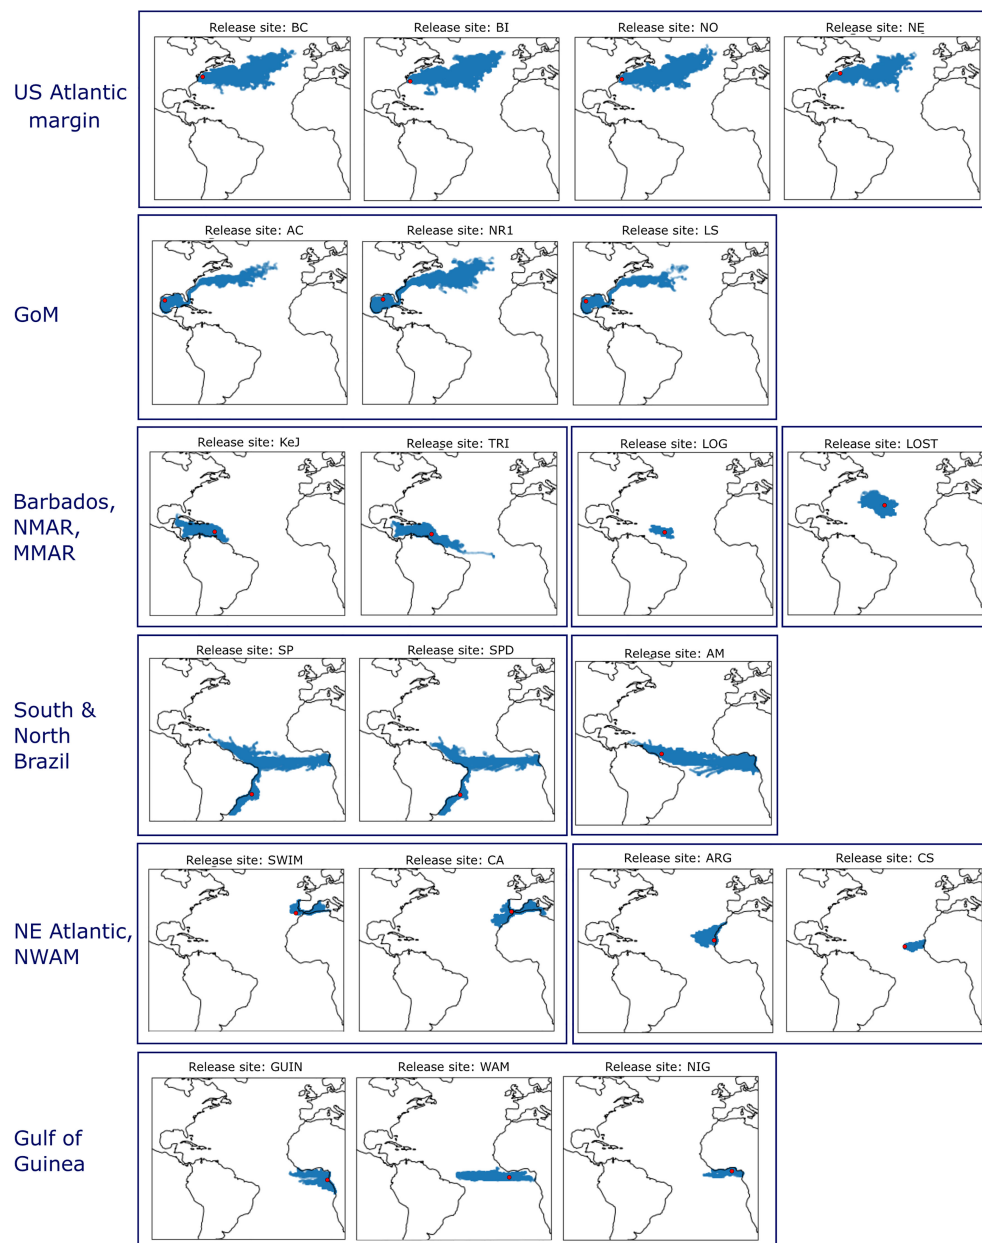 US Atlantic
margin
Release site: BC
Release site: BI
Release site: NO
Release site: NE
GoM
Release site: AC
Release site: NR1
Release site: LS
Barbados,
NMAR,
MMAR
Release site: KeJ
Release site: TRI
Release site: LOG
Release site: LOST
South &
North
Brazil
Release site: SP
Release site: SPD
Release site: AM
NE Atlantic,
NWAM
Release site: SWIM
Release site: CA
Release site: ARG
Release site: CS
Gulf of
Guinea
Release site: GUIN
Release site: WAM
Release site: NIG